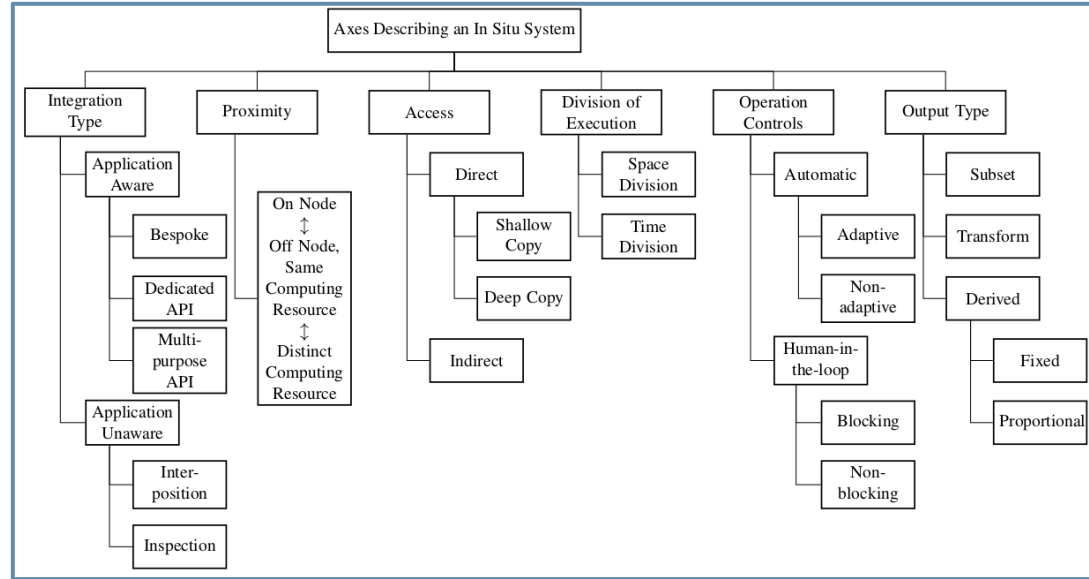 Axes Describing an In Situ System
Integration
Type
Application
Aware
Bespoke
Dedicated
API
Multi-
purpose
API
Application
Unaware
Inter-
position
Inspection
Proximity
On Node
↕
Off Node,
Same
Computing
Resource
↕
Distinct
Computing
Resource
Access
Direct
Shallow
Copy
Deep Copy
Indirect
Division of
Execution
Space
Division
Time
Division
Operation
Controls
Automatic
Adaptive
Non-
adaptive
Human-in-
the-loop
Blocking
Non-
blocking
Output Type
Subset
Transform
Derived
Fixed
Proportional